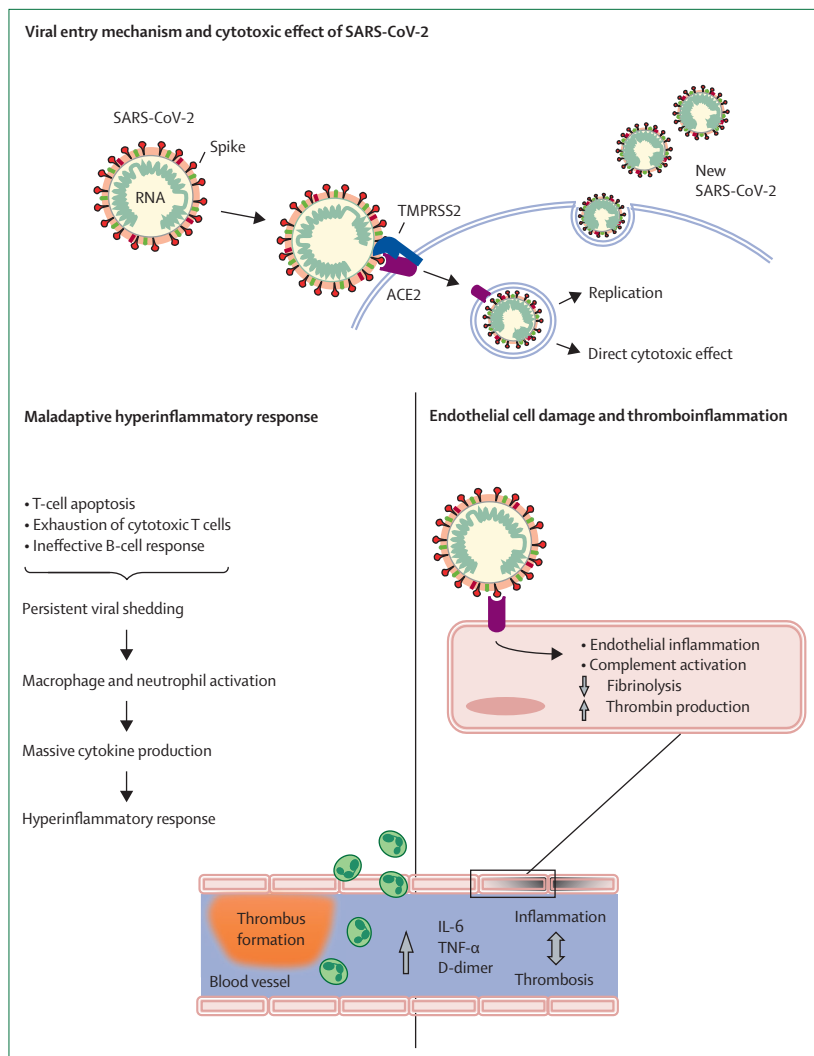 Viral entry mechanism and cytotoxic effect of SARS-CoV-2
SARS-CoV-2
Spike
RNA
New
SARS-CoV-2
TMPRSS2
ACE2
Replication
Direct cytotoxic effect
Maladaptive hyperinflammatory response
• T-cell apoptosis
• Exhaustion of cytotoxic T cells
• Ineffective B-cell response
Persistent viral shedding
Macrophage and neutrophil activation
Massive cytokine production
Hyperinflammatory response
Endothelial cell damage and thromboinflammation
• Endothelial inflammation
• Complement activation
Fibrinolysis
Thrombin production
Thrombus
formation
Blood vessel
IL-6
TNF-α
D-dimer
Inflammation
Thrombosis